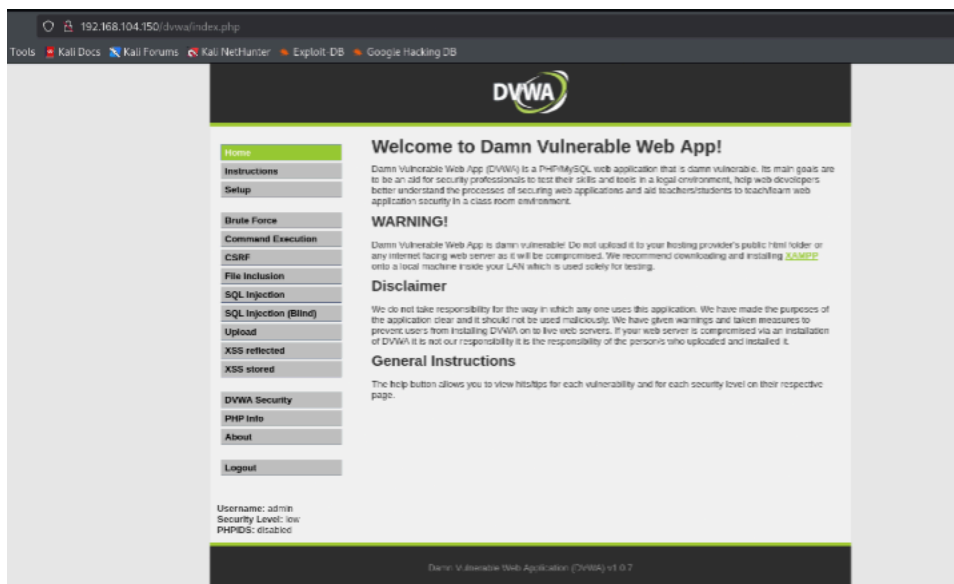 192.168.104.150/dvwa/index.php
Tools Kali Docs Kali Forums Kali NetHunter Exploit-DB Google Hacking DB
DVWA
Home
Instructions
Setup
Brute Force
Command Execution
CSRF
File Inclusion
SQL Injection
SQL Injection (Blind)
Upload
XSS reflected
XSS stored
DVWA Security
PHP Info
About
Logout
Welcome to Damn Vulnerable Web App!
Damn Vulnerable Web App (DVWA) is a PHP/MySQL web application that is damn vulnerable. Its main goals are
to be an aid for security professionals to test their skills and tools in a legal environment, help web developers
better understand the processes of securing web applications and aid teachers/students to teach/learn web
application security in a class room environment.
WARNING!
Damn Vulnerable Web App is damn vulnerable! Do not upload it to your hosting provider's public html folder or
any internet facing web server as it will be compromised. We recommend downloading and installing XAMPP
onto a local machine inside your LAN which is used solely for testing.
Disclaimer
We do not take responsibility for the way in which any one uses this application. We have made the purposes of
the application clear and it should not be used maliciously. We have given warnings and taken measures to
prevent users from installing DVWA on to live web servers. If your web server is compromised via an installation
of DVWA it is not our responsibility it is the responsibility of the person/s who uploaded and installed it.
General Instructions
The help button allows you to view hits/tips for each vulnerability and for each security level on their respective
page.
Username: admin
Security Level: low
PHPIDS: disabled
Damn Vulnerable Web Application (DVWA) v1.0.7